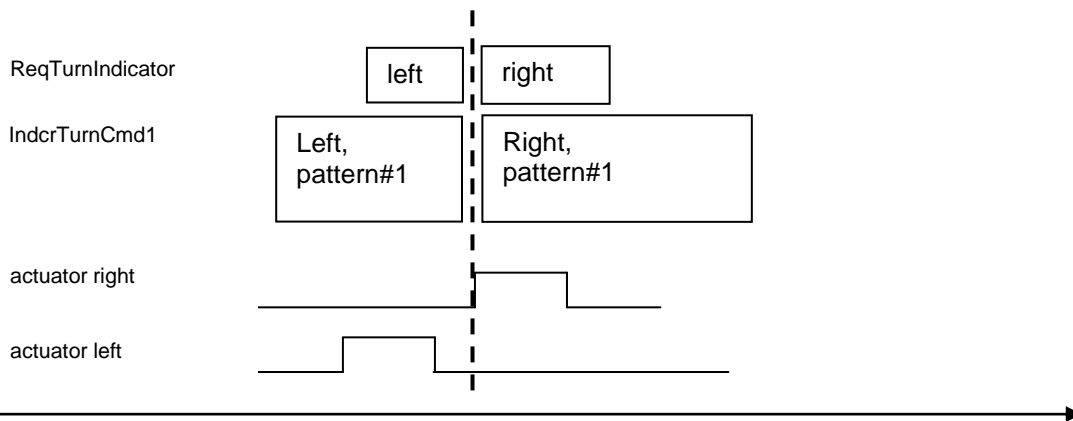 ReqTurnIndicator
left
right
IndcrTurnCmd1
Left,
pattern#1
Right,
pattern#1
actuator right
actuator left